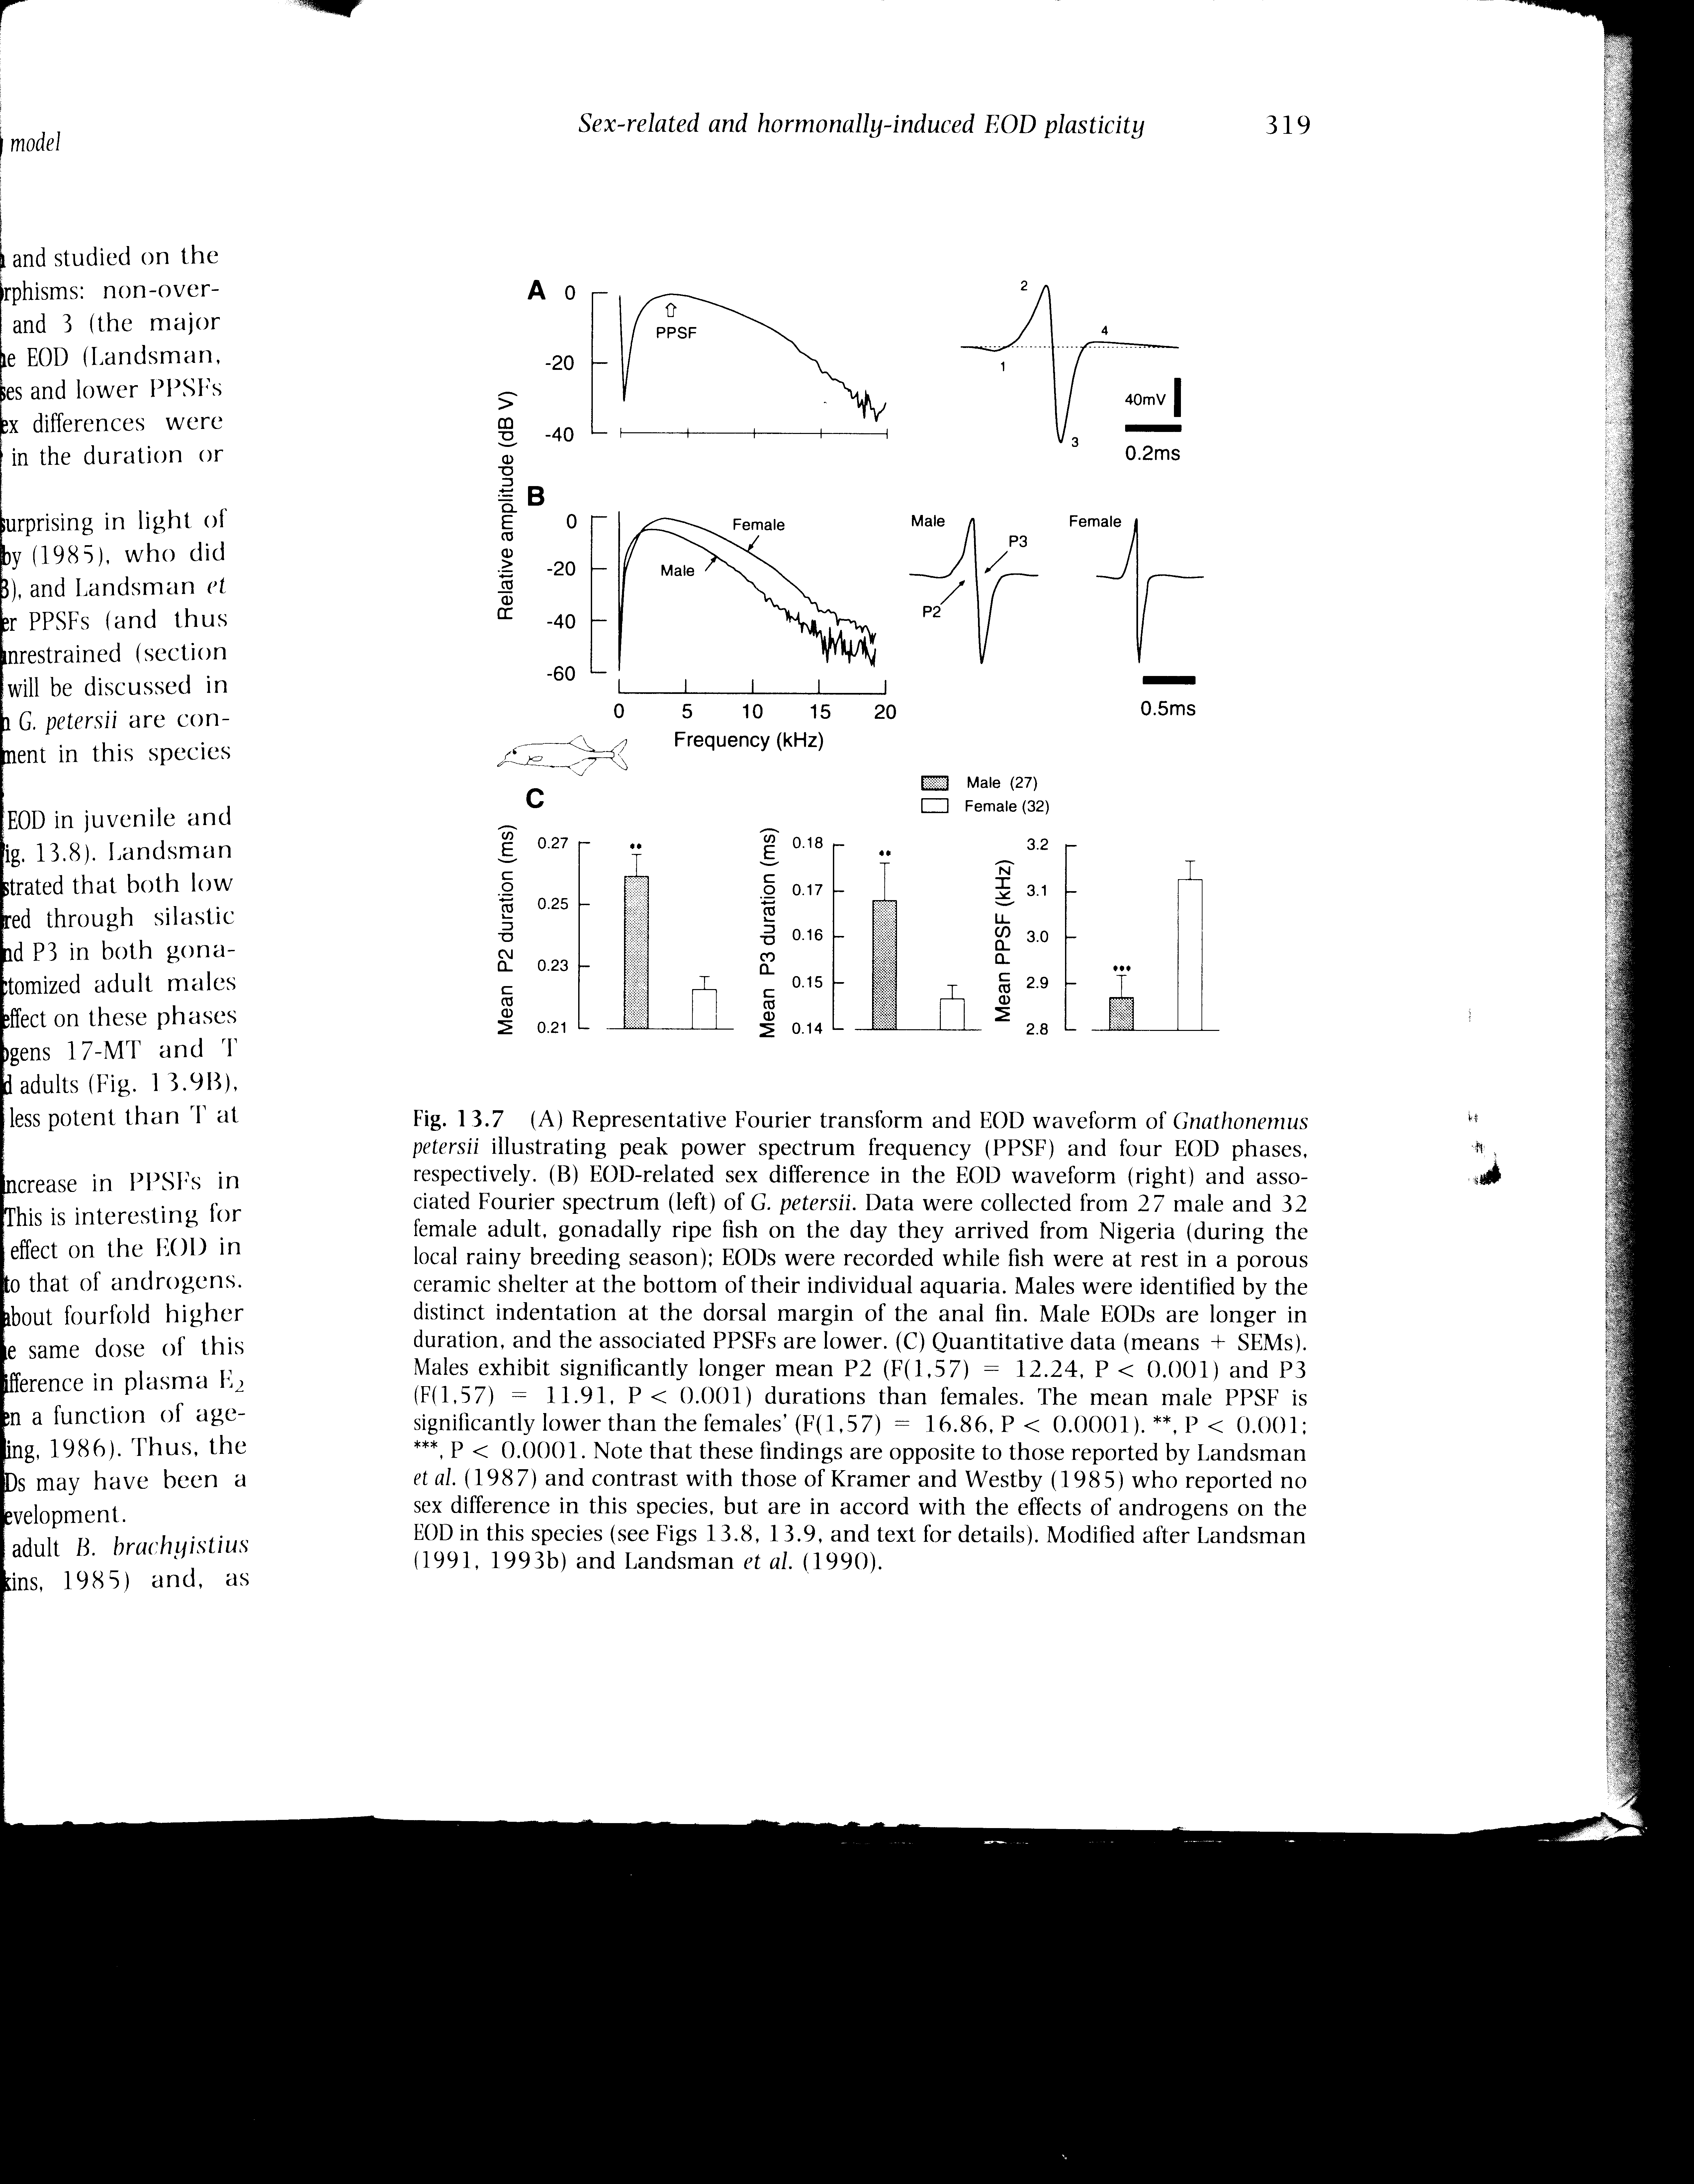 model
and studied on the
rphisms: non-over-
and 3 (the major
EOD (Landsman,
and lower PPSFs
differences were
in the duration or
surprising in light of
by (1985), who did
and Landsman et
PPSFs (and thus
unrestrained (section
will be discussed in
G. petersii are con-
ment in this species
EOD in juvenile and
ig. 13.8). Landsman
strated that both low
red through silastic
P3 in both gona-
tomized adult males
effect on these phases
ogens 17-MT and T
adults (Fig. 13.9B),
less potent than T at
increase in PPSFs in
This is interesting for
effect on the EOD in
to that of androgens.
about fourfold higher
same dose of this
ifference in plasma E₂
a function of age-
ing, 1986). Thus, the
Ds may have been a
evelopment.
adult B. brachyistius
kins, 1985) and, as
Sex-related and hormonally-induced EOD plasticity 319
A
0
-20
-40
PPSF
1
2
3
4
40mV
0.2ms
Relative amplitude (dB V)
B
0
-20
-40
-60
Female
Male
0 5 10 15 20
Frequency (kHz)
Male
P3
P2
Female
0.5ms
C
Male (27)
Female (32)
Mean P2 duration (ms)
0.27
0.25
0.23
0.21
**
Mean P3 duration (ms)
0.18
0.17
0.16
0.15
0.14
**
Mean PPSF (kHz)
3.2
3.1
3.0
2.9
2.8
***
Fig. 13.7 (A) Representative Fourier transform and EOD waveform of Gnathonemus
petersii illustrating peak power spectrum frequency (PPSF) and four EOD phases,
respectively. (B) EOD-related sex difference in the EOD waveform (right) and asso-
ciated Fourier spectrum (left) of G. petersii. Data were collected from 27 male and 32
female adult, gonadally ripe fish on the day they arrived from Nigeria (during the
local rainy breeding season); EODs were recorded while fish were at rest in a porous
ceramic shelter at the bottom of their individual aquaria. Males were identified by the
distinct indentation at the dorsal margin of the anal fin. Male EODs are longer in
duration, and the associated PPSFs are lower. (C) Quantitative data (means + SEMs).
Males exhibit significantly longer mean P2 (F(1,57) = 12.24, P < 0.001) and P3
(F(1,57) = 11.91, P < 0.001) durations than females. The mean male PPSF is
significantly lower than the females' (F(1,57) = 16.86, P < 0.0001). **, P < 0.001;
***, P < 0.0001. Note that these findings are opposite to those reported by Landsman
et al. (1987) and contrast with those of Kramer and Westby (1985) who reported no
sex difference in this species, but are in accord with the effects of androgens on the
EOD in this species (see Figs 13.8, 13.9, and text for details). Modified after Landsman
(1991, 1993b) and Landsman et al. (1990).